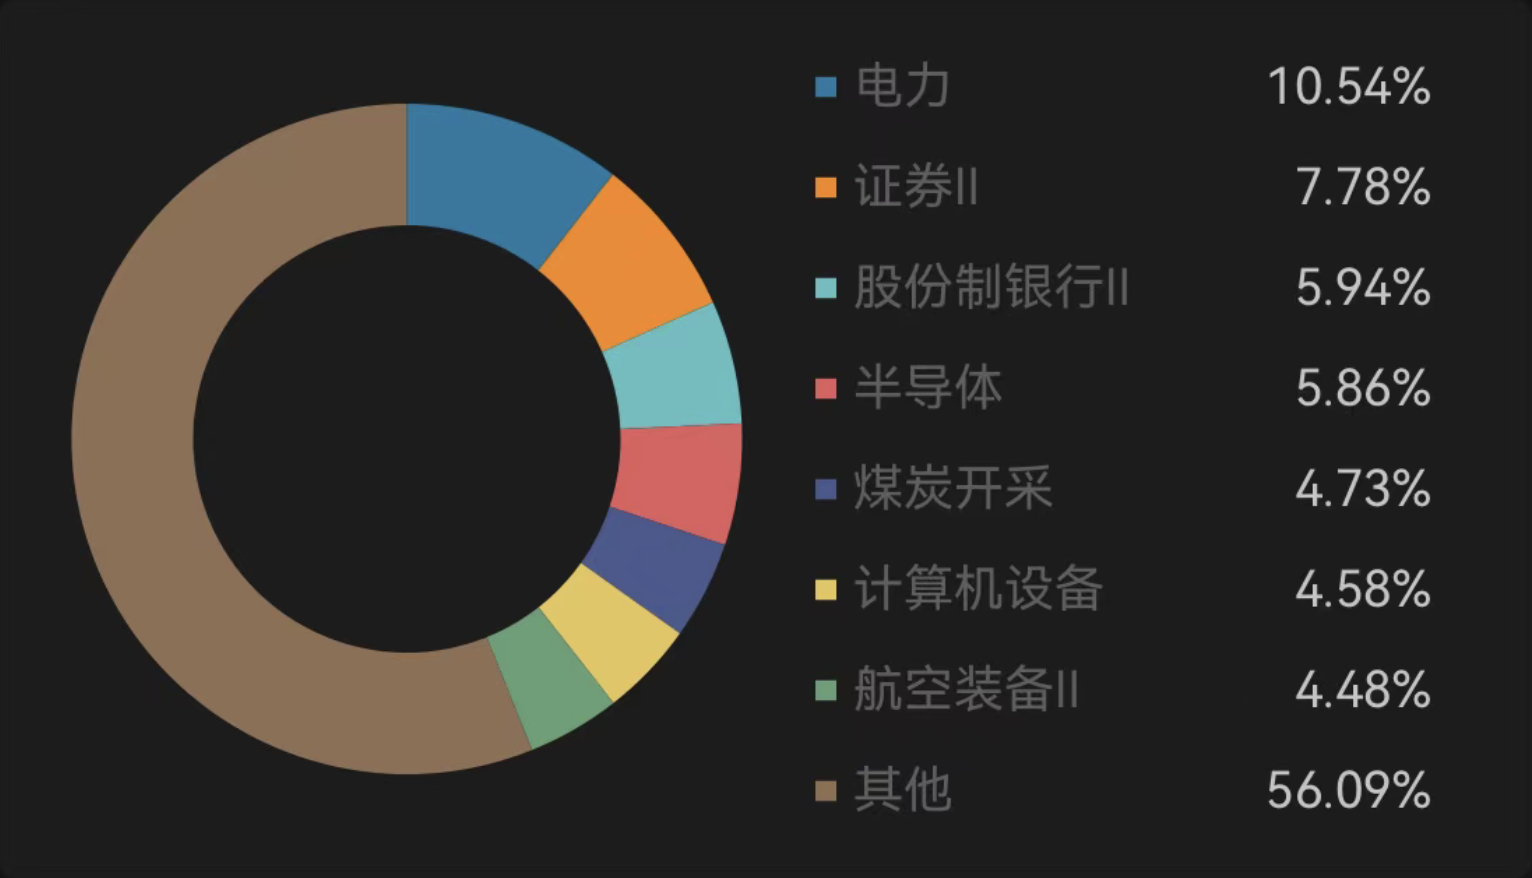 电力 10.54%
证券II 7.78%
股份制银行II 5.94%
半导体 5.86%
煤炭开采 4.73%
计算机设备 4.58%
航空装备II 4.48%
其他 56.09%